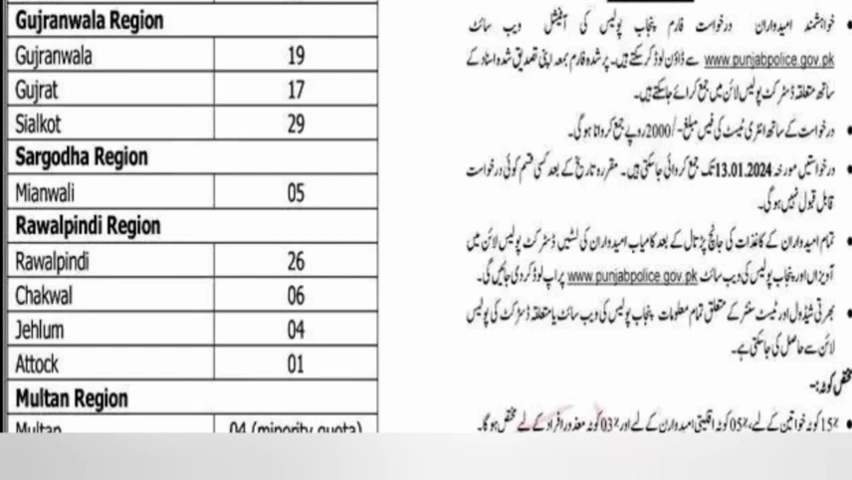 Gujranwala Region
Gujranwala 19
Gujrat 17
Sialkot 29
Sargodha Region
Mianwali 05
Rawalpindi Region
Rawalpindi 26
Chakwal 06
Jehlum 04
Attock 01
Multan Region
Multan 04 (minority quota)
خواہشمند امیدواران درخواست فارم پنجاب پولیس کی آفیشل ویب سائٹ
www.punjabpolice.gov.pk سے ڈاؤن لوڈ کر سکتے ہیں۔ پر شدہ فارم بمعہ اپنی تصدیق شدہ اسناد کے
ساتھ متعلقہ ڈسٹرکٹ پولیس لائن میں جمع کرائے جاسکتے ہیں۔
درخواست کے ساتھ انٹری ٹیسٹ کی فیس مبلغ -/2000 روپے جمع کروانا ہوگی۔
درخواستیں مورخہ 13.01.2024 تک جمع کروائی جاسکتی ہیں۔ مقررہ تاریخ کے بعد کسی قسم کوئی درخواست
قابل قبول نہیں ہوگی۔
تمام امیدواران کے کاغذات کی جانچ پڑتال کے بعد کامیاب امیدواران کی لسٹیں ڈسٹرکٹ پولیس لائن میں
آویزاں اور پنجاب پولیس کی ویب سائٹ www.punjabpolice.gov.pk پر اپ لوڈ کر دی جائیں گی۔
بھرتی شیڈول اور ٹیسٹ سنٹر کے متعلق تمام معلومات پنجاب پولیس کی ویب سائٹ یا متعلقہ ڈسٹرکٹ کی پولیس
لائن سے حاصل کی جاسکتی ہے۔
مختص کوٹہ:-
15% کوٹہ خواتین کے لیے، 05% کوٹہ اقلیتی امیدوارن کے لیے اور 03% کوٹہ معذور افراد کے لیے مختص ہوگا۔